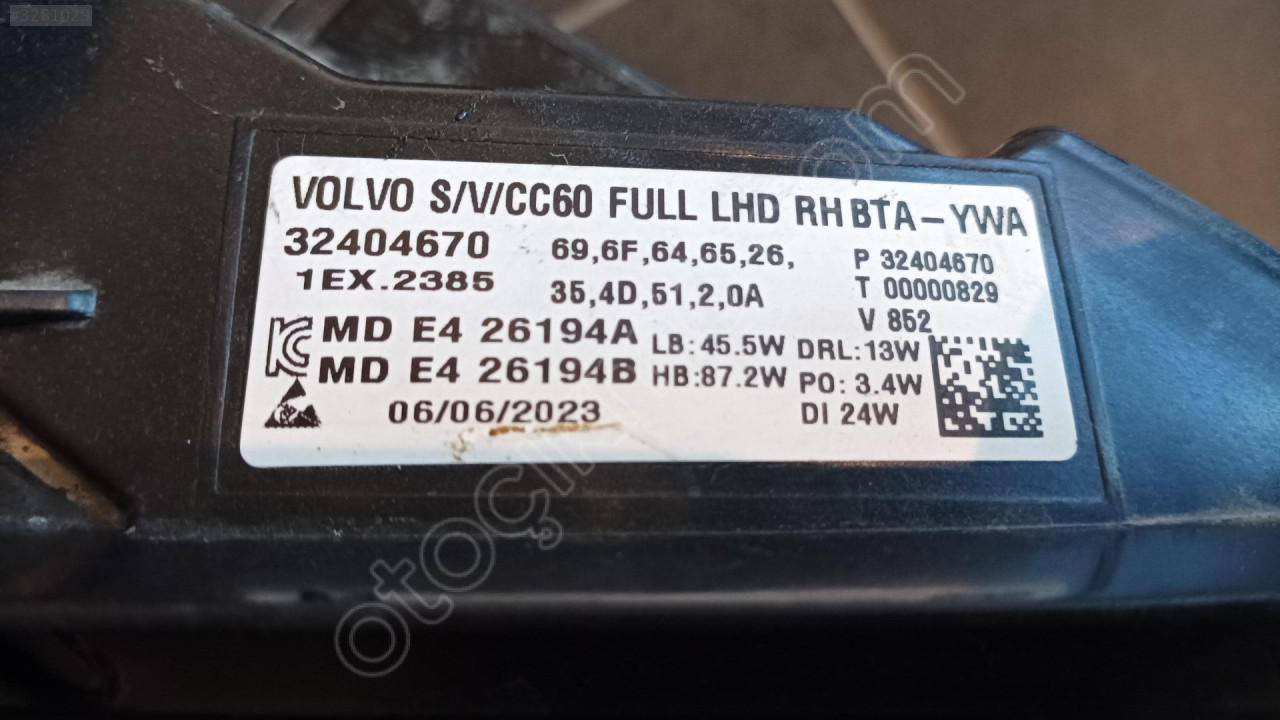 #3281029
VOLVO S/V//CC60 FULL LHD RH BTA-YWA
32404670
69,6F,64,65,26,
P 32404670
1EX.2385
35,4D,51,2,0A
T 00000829
V 852
MD E4 26194A
LB:45.5W
DRL:13W
MD E4 26194B
HB:87.2W
PO: 3.4W
06/06/2023
DI 24W